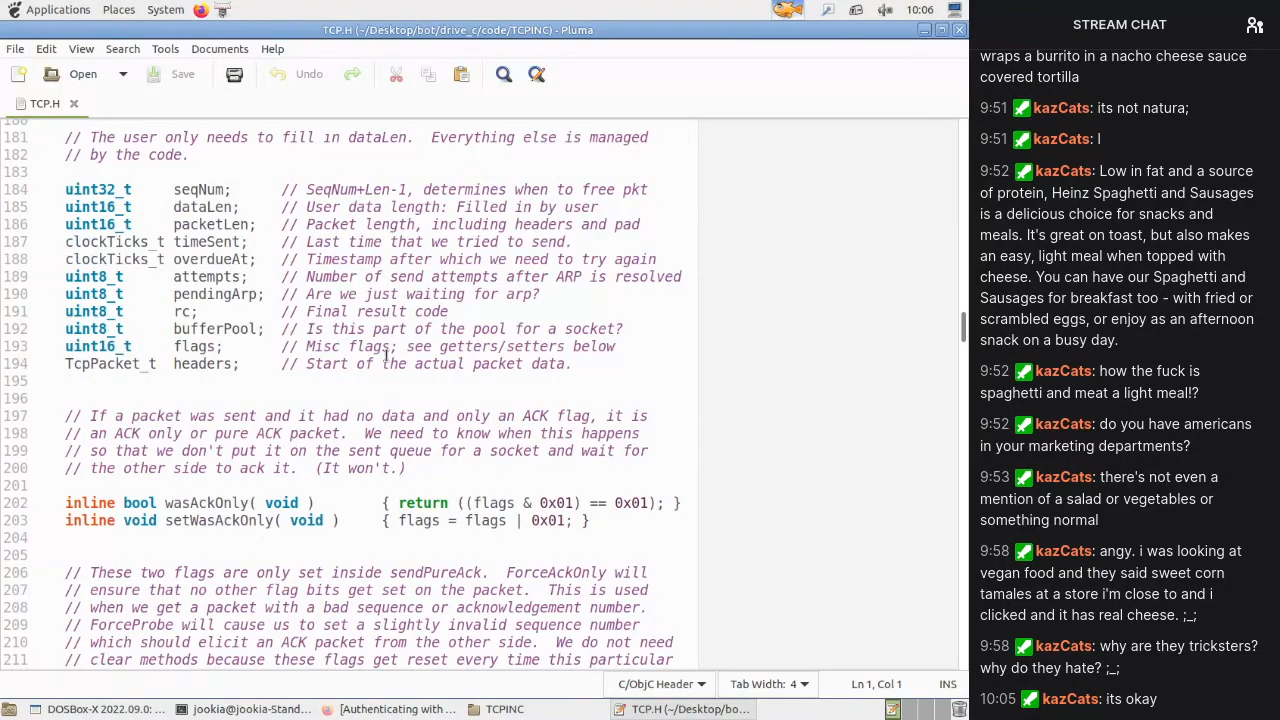 Applications Places System 10:06
TCP.H (~/Desktop/bot/drive_c/code/TCPINC) - Pluma
File Edit View Search Tools Documents Help
Open Save Undo
TCP.H
180
181 // The user only needs to fill in dataLen. Everything else is managed
182 // by the code.
183
184 uint32_t seqNum; // SeqNum+Len-1, determines when to free pkt
185 uint16_t dataLen; // User data length: Filled in by user
186 uint16_t packetLen; // Packet length, including headers and pad
187 clockTicks_t timeSent; // Last time that we tried to send.
188 clockTicks_t overdueAt; // Timestamp after which we need to try again
189 uint8_t attempts; // Number of send attempts after ARP is resolved
190 uint8_t pendingArp; // Are we just waiting for arp?
191 uint8_t rc; // Final result code
192 uint8_t bufferPool; // Is this part of the pool for a socket?
193 uint16_t flags; // Misc flags; see getters/setters below
194 TcpPacket_t headers; // Start of the actual packet data.
195
196
197 // If a packet was sent and it had no data and only an ACK flag, it is
198 // an ACK only or pure ACK packet. We need to know when this happens
199 // so that we don't put it on the sent queue for a socket and wait for
200 // the other side to ack it. (It won't.)
201
202 inline bool wasAckOnly( void ) { return ((flags & 0x01) == 0x01); }
203 inline void setWasAckOnly( void ) { flags = flags | 0x01; }
204
205
206 // These two flags are only set inside sendPureAck. ForceAckOnly will
207 // ensure that no other flag bits get set on the packet. This is used
208 // when we get a packet with a bad sequence or acknowledgement number.
209 // ForceProbe will cause us to set a slightly invalid sequence number
210 // which should elicit an ACK packet from the other side. We do not need
211 // clear methods because these flags get reset every time this particular
C/ObjC Header Tab Width: 4 Ln 1, Col 1 INS
DOSBox-X 2022.09.0: ... jookia@jookia-Stand... Experimenting with ... TCPINC TCP.H (~/Desktop/bo...
STREAM CHAT
wraps a burrito in a nacho cheese sauce
covered tortilla
9:51 kazCats: its not natura;
9:51 kazCats: l
9:52 kazCats: Low in fat and a source
of protein, Heinz Spaghetti and Sausages
is a delicious choice for snacks and
meals. It's great on toast, but also makes
an easy, light meal when topped with
cheese. You can have our Spaghetti and
Sausages for breakfast too - with fried or
scrambled eggs, or enjoy as an afternoon
snack on a busy day.
9:52 kazCats: how the fuck is
spaghetti and meat a light meal!?
9:52 kazCats: do you have americans
in your marketing departments?
9:53 kazCats: there's not even a
mention of a salad or vegetables or
something normal
9:58 kazCats: angy. i was looking at
vegan food and they said sweet corn
tamales at a store i'm close to and i
clicked and it has real cheese. ;_;
9:58 kazCats: why are they tricksters?
why do they hate? ;_;
10:05 kazCats: its okay